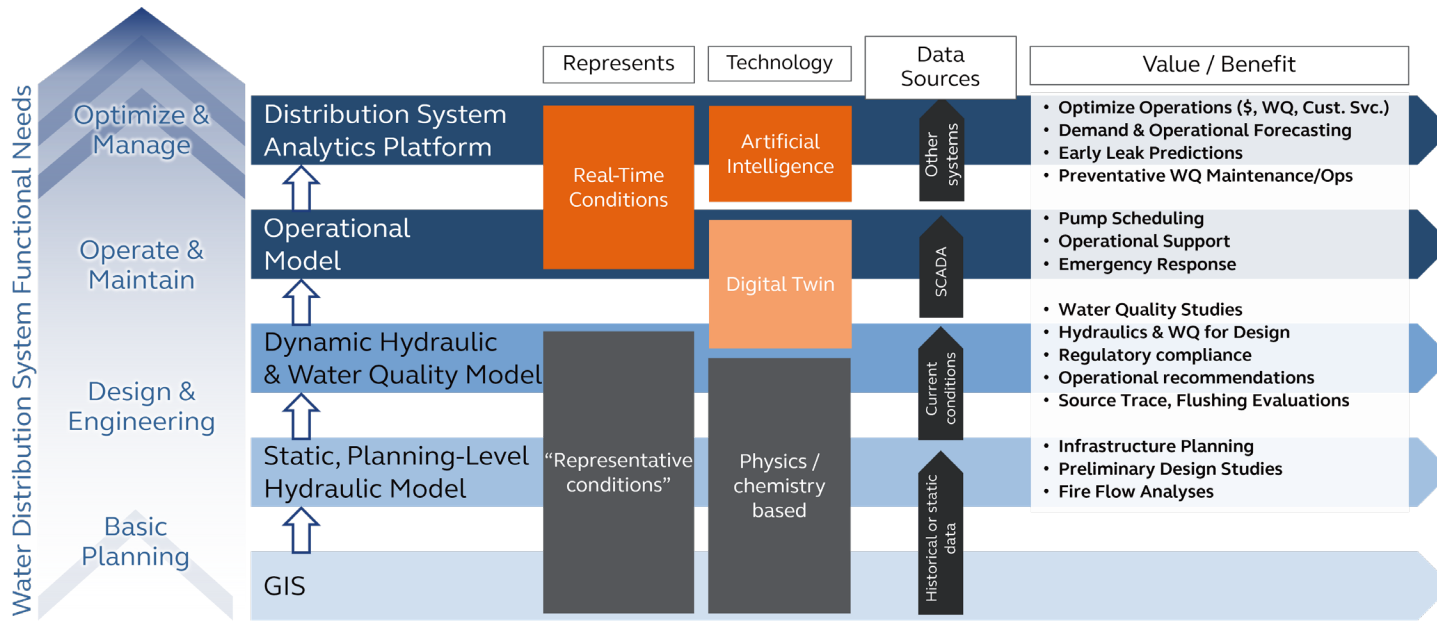 Water Distribution System Functional Needs
Optimize &
Manage
Operate &
Maintain
Design &
Engineering
Basic
Planning
Represents
Technology
Data
Sources
Value / Benefit
Distribution System
Analytics Platform
Operational
Model
Dynamic Hydraulic
& Water Quality Model
Static, Planning-Level
Hydraulic Model
GIS
Real-Time
Conditions
“Representative
conditions”
Artificial
Intelligence
Digital Twin
Physics /
chemistry
based
Other
systems
SCADA
Current
conditions
Historical or static
data
• Optimize Operations ($, WQ, Cust. Svc.)
• Demand & Operational Forecasting
• Early Leak Predictions
• Preventative WQ Maintenance/Ops
• Pump Scheduling
• Operational Support
• Emergency Response
• Water Quality Studies
• Hydraulics & WQ for Design
• Regulatory compliance
• Operational recommendations
• Source Trace, Flushing Evaluations
• Infrastructure Planning
• Preliminary Design Studies
• Fire Flow Analyses